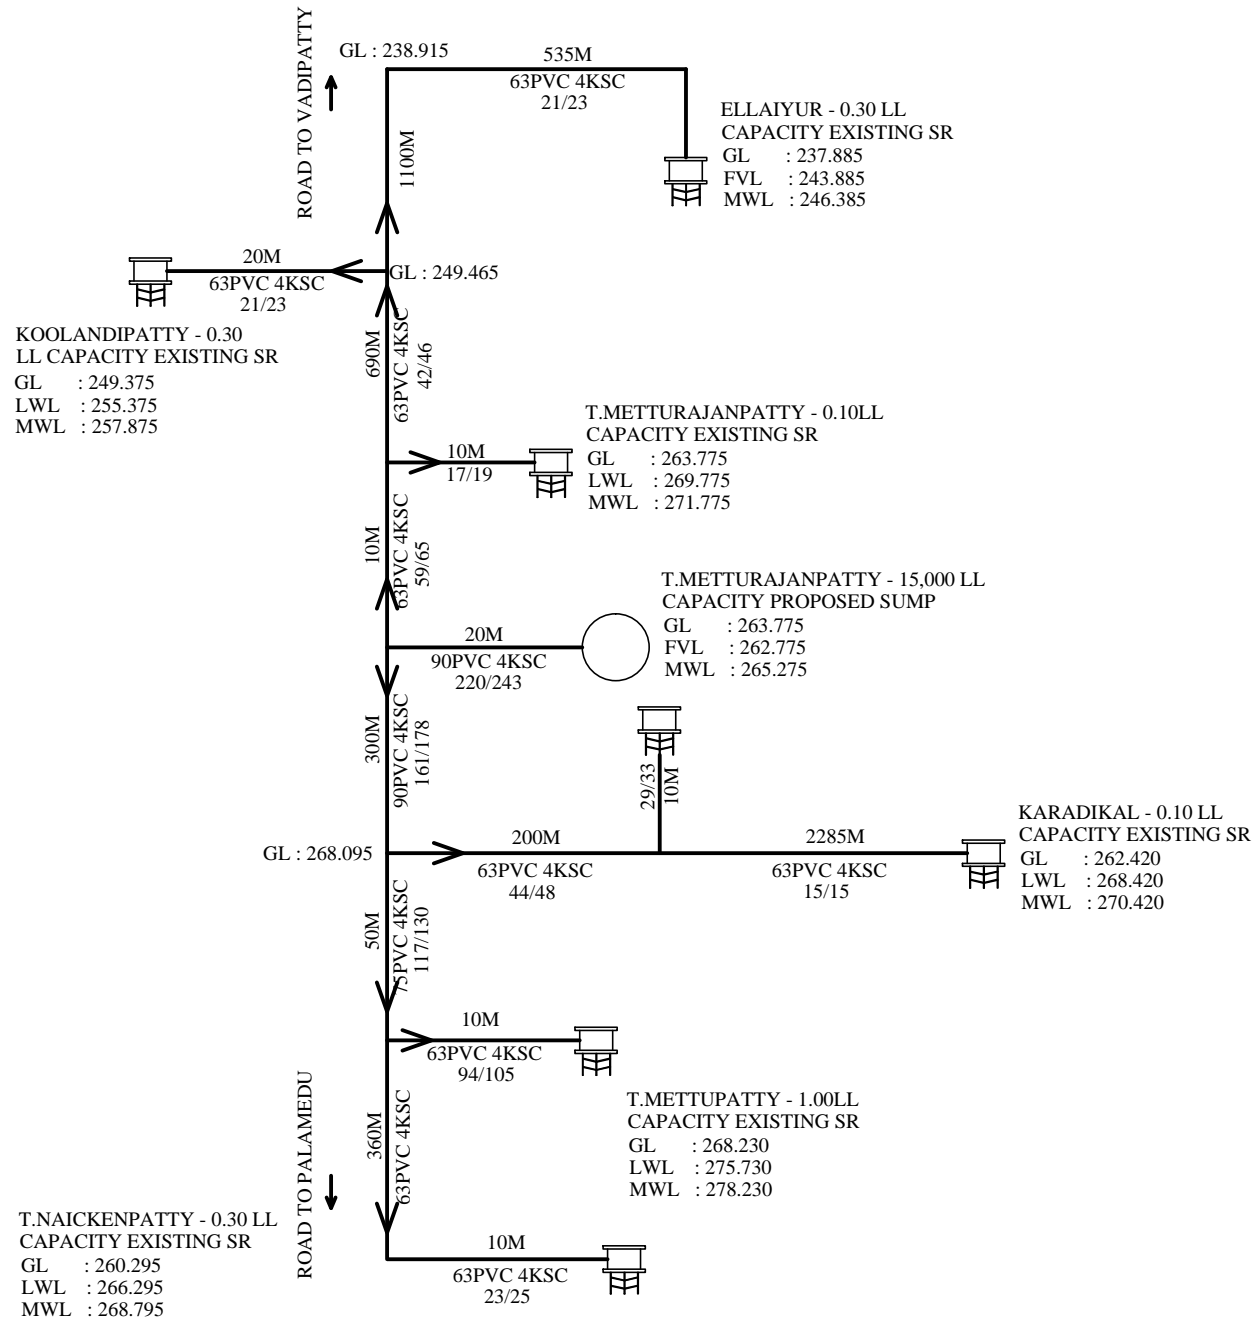 GL : 238.915
535M
63PVC 4KSC
21/23
ROAD TO VADIPATTY
1100M
ELLAIYUR - 0.30 LL
CAPACITY EXISTING SR
GL : 237.885
FVL : 243.885
MWL : 246.385
20M
63PVC 4KSC
21/23
GL : 249.465
KOOLANDIPATTY - 0.30
LL CAPACITY EXISTING SR
GL : 249.375
LWL : 255.375
MWL : 257.875
690M
63PVC 4KSC
42/46
T.METTURAJANPATTY - 0.10LL
CAPACITY EXISTING SR
GL : 263.775
LWL : 269.775
MWL : 271.775
10M
17/19
10M
63PVC 4KSC
59/65
T.METTURAJANPATTY - 15,000 LL
CAPACITY PROPOSED SUMP
GL : 263.775
FVL : 262.775
MWL : 265.275
20M
90PVC 4KSC
220/243
300M
90PVC 4KSC
161/178
29/33
10M
GL : 268.095
200M
63PVC 4KSC
44/48
2285M
63PVC 4KSC
15/15
KARADIKAL - 0.10 LL
CAPACITY EXISTING SR
GL : 262.420
LWL : 268.420
MWL : 270.420
50M
75PVC 4KSC
117/130
10M
63PVC 4KSC
94/105
T.METTUPATTY - 1.00LL
CAPACITY EXISTING SR
GL : 268.230
LWL : 275.730
MWL : 278.230
ROAD TO PALAMEDU
360M
63PVC 4KSC
T.NAICKENPATTY - 0.30 LL
CAPACITY EXISTING SR
GL : 260.295
LWL : 266.295
MWL : 268.795
10M
63PVC 4KSC
23/25